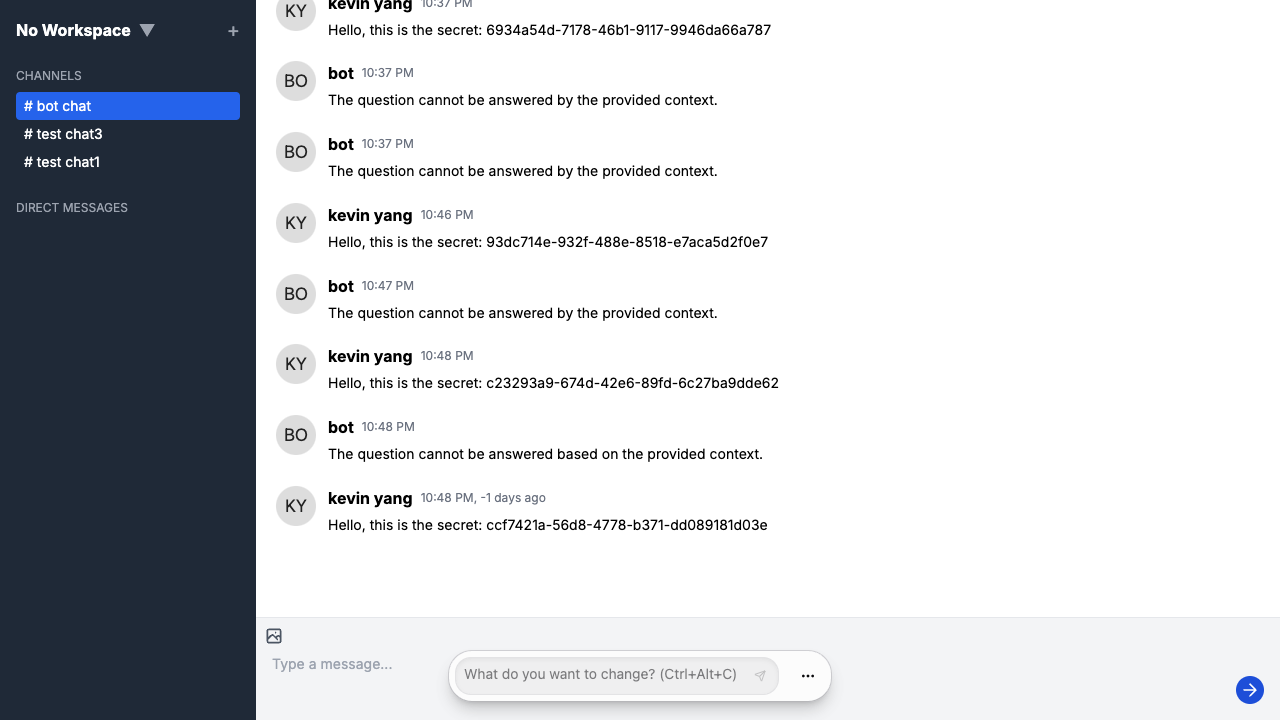 No Workspace ▼
+
CHANNELS
# bot chat
# test chat3
# test chat1
DIRECT MESSAGES
KY
kevin yang 10:37 PM
Hello, this is the secret: 6934a54d-7178-46b1-9117-9946da66a787
BO
bot 10:37 PM
The question cannot be answered by the provided context.
BO
bot 10:37 PM
The question cannot be answered by the provided context.
KY
kevin yang 10:46 PM
Hello, this is the secret: 93dc714e-932f-488e-8518-e7aca5d2f0e7
BO
bot 10:47 PM
The question cannot be answered by the provided context.
KY
kevin yang 10:48 PM
Hello, this is the secret: c23293a9-674d-42e6-89fd-6c27ba9dde62
BO
bot 10:48 PM
The question cannot be answered based on the provided context.
KY
kevin yang 10:48 PM, -1 days ago
Hello, this is the secret: ccf7421a-56d8-4778-b371-dd089181d03e
Type a message...
What do you want to change? (Ctrl+Alt+C)